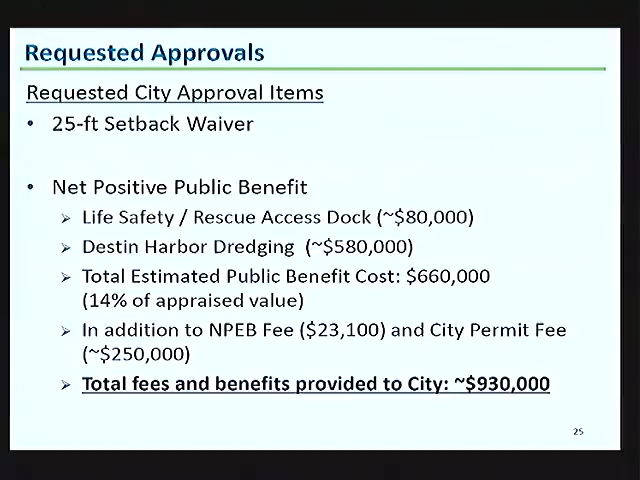 Requested Approvals
Requested City Approval Items
• 25-ft Setback Waiver
• Net Positive Public Benefit
➢ Life Safety / Rescue Access Dock (~$80,000)
➢ Destin Harbor Dredging (~$580,000)
➢ Total Estimated Public Benefit Cost: $660,000
(14% of appraised value)
➢ In addition to NPEB Fee ($23,100) and City Permit Fee
(~$250,000)
➢ Total fees and benefits provided to City: ~$930,000
25